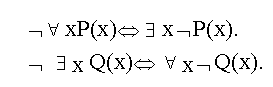 ¬ ∀ xP(x)⇔ ∃ x¬P(x).
¬ ∃ x Q(x)⇔ ∀ x¬ Q(x).